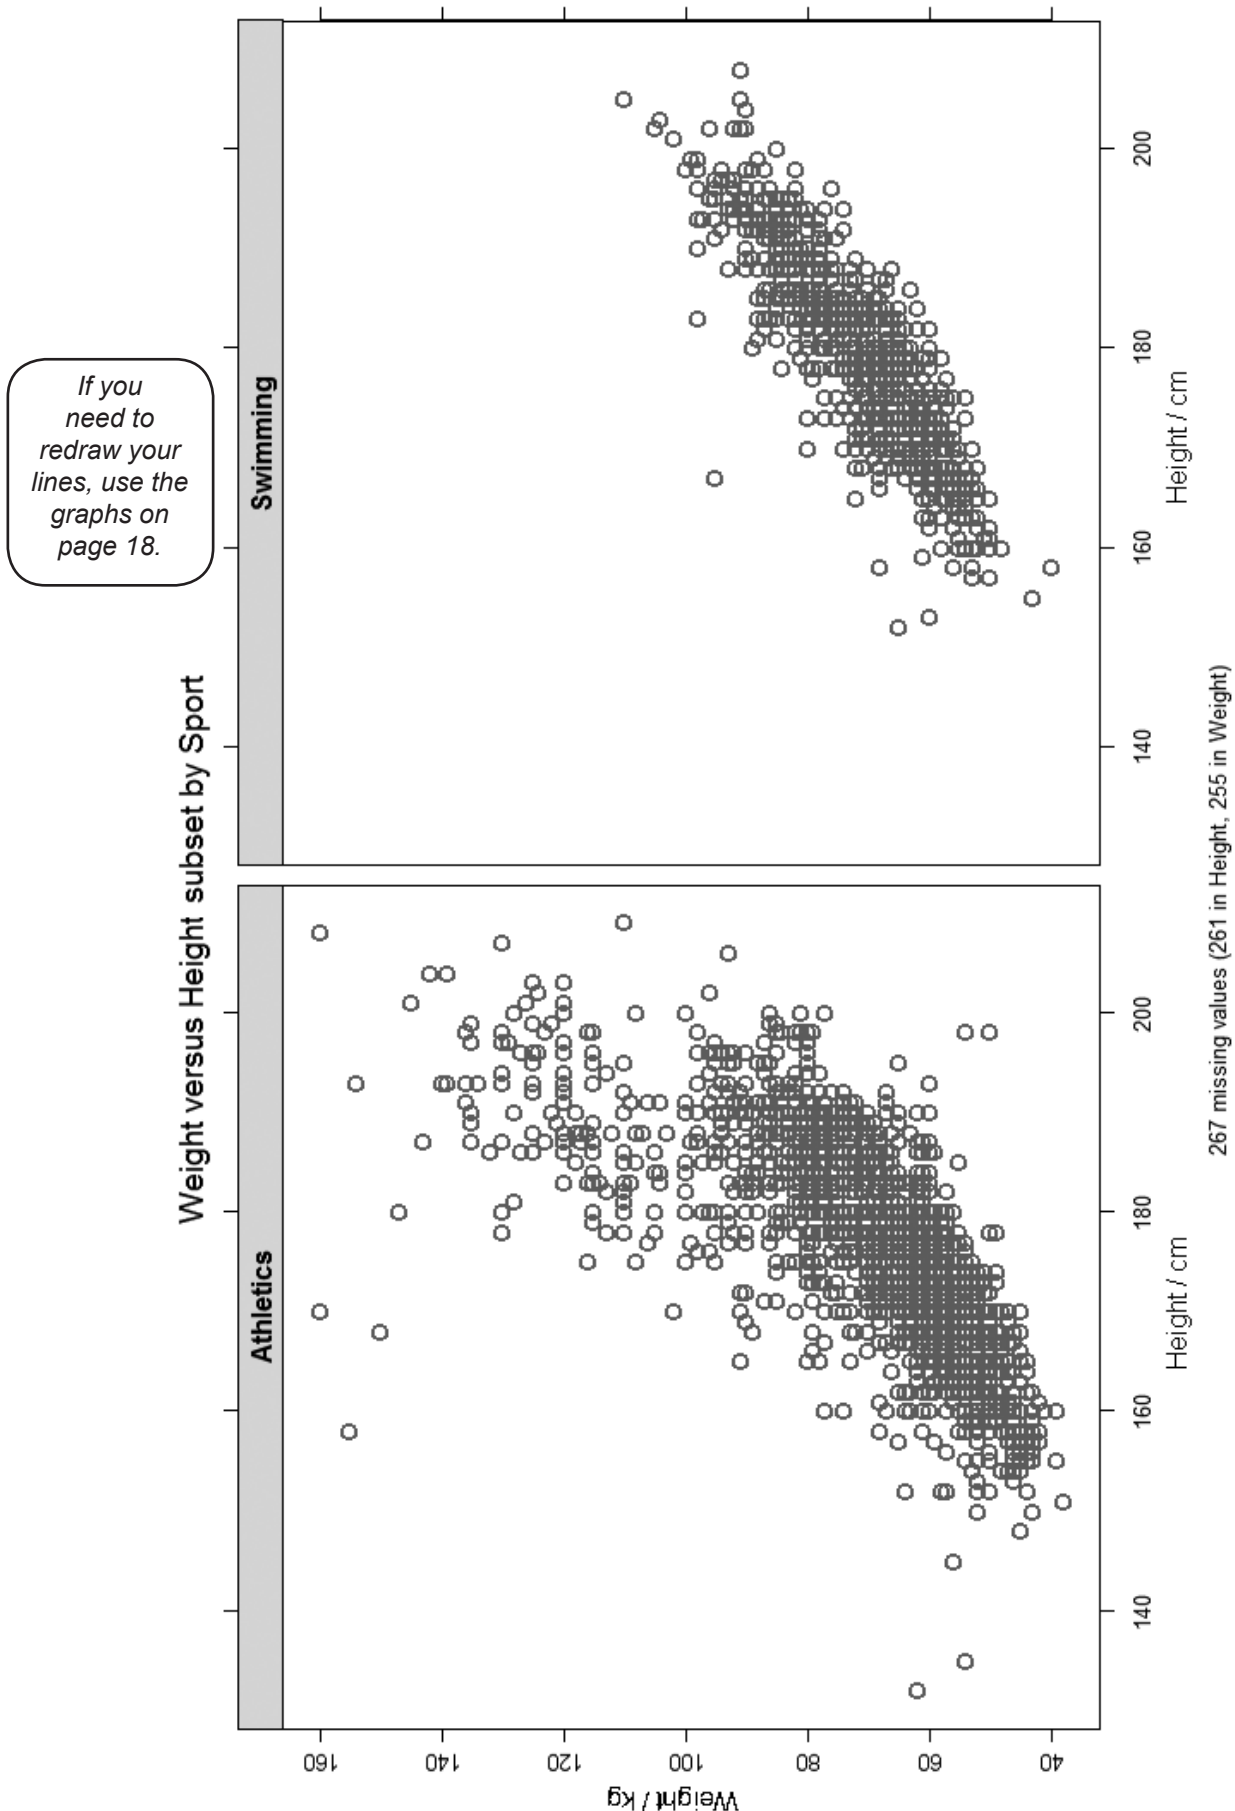 If you
need to
redraw your
lines, use the
graphs on
page 18.
Weight versus Height subset by Sport
Athletics
Swimming
Weight / kg
160
140
120
100
80
60
40
140
160
180
200
140
160
180
200
Height / cm
Height / cm
267 missing values (261 in Height, 255 in Weight)